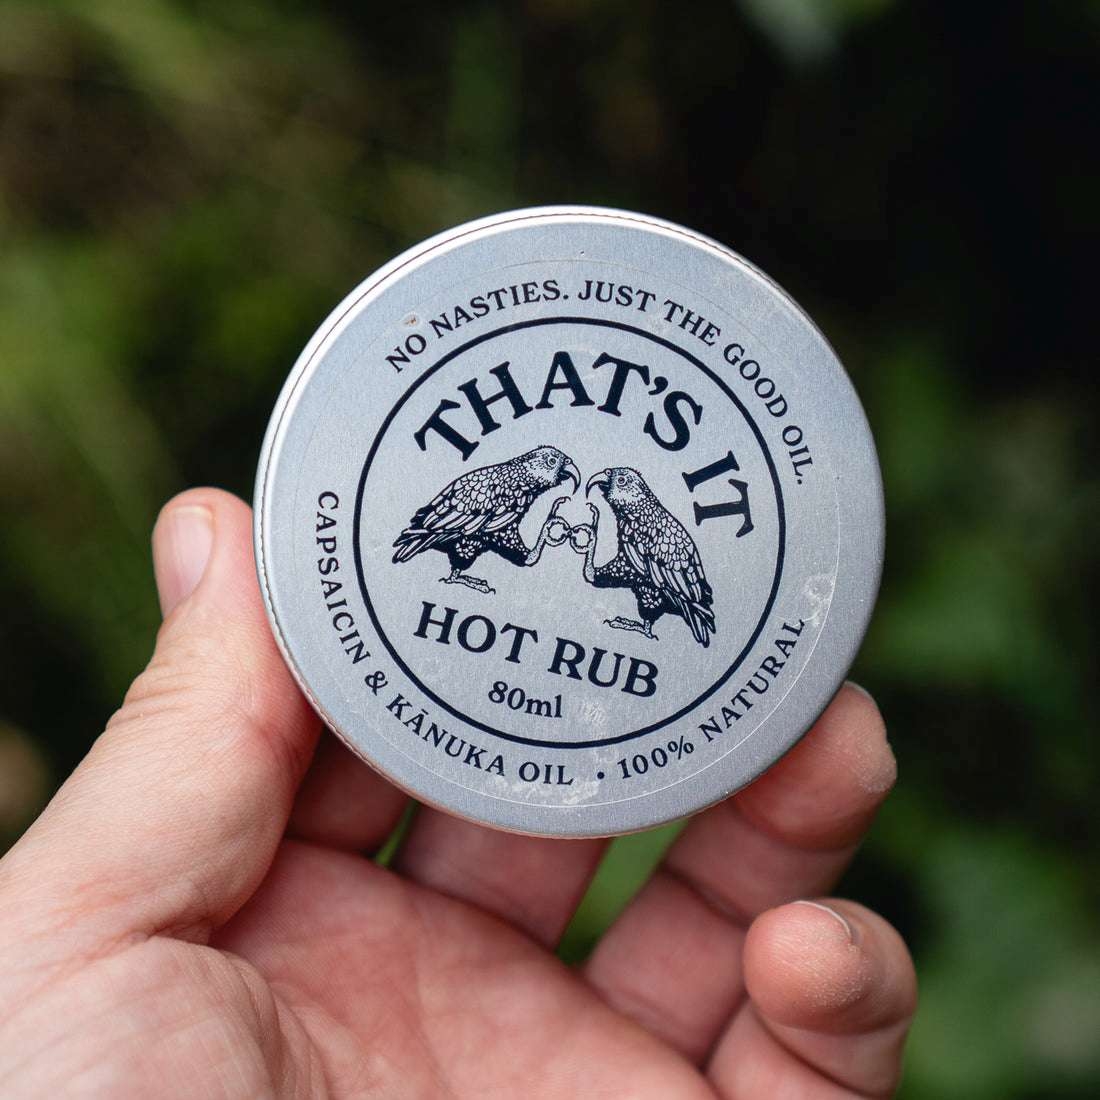 NO NASTIES. JUST THE GOOD OIL.
THAT'S IT
HOT RUB
80ml
CAPSAICIN & KĀNUKA OIL • 100% NATURAL